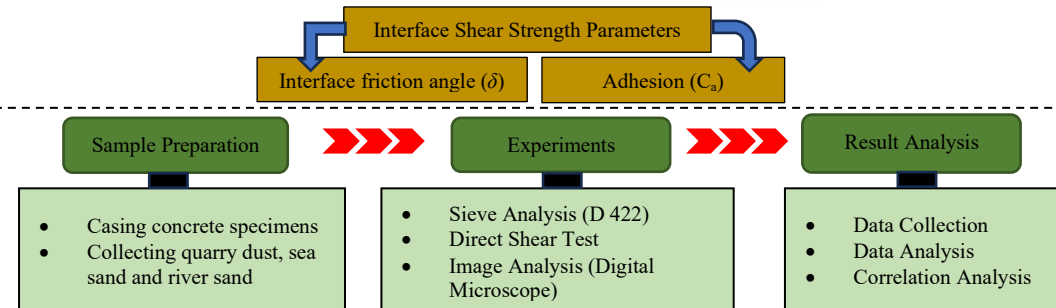 Interface Shear Strength Parameters
Interface friction angle (δ)
Adhesion (Cₐ)
Sample Preparation
Experiments
Result Analysis
• Casing concrete specimens
• Collecting quarry dust, sea
sand and river sand
• Sieve Analysis (D 422)
• Direct Shear Test
• Image Analysis (Digital
Microscope)
• Data Collection
• Data Analysis
• Correlation Analysis